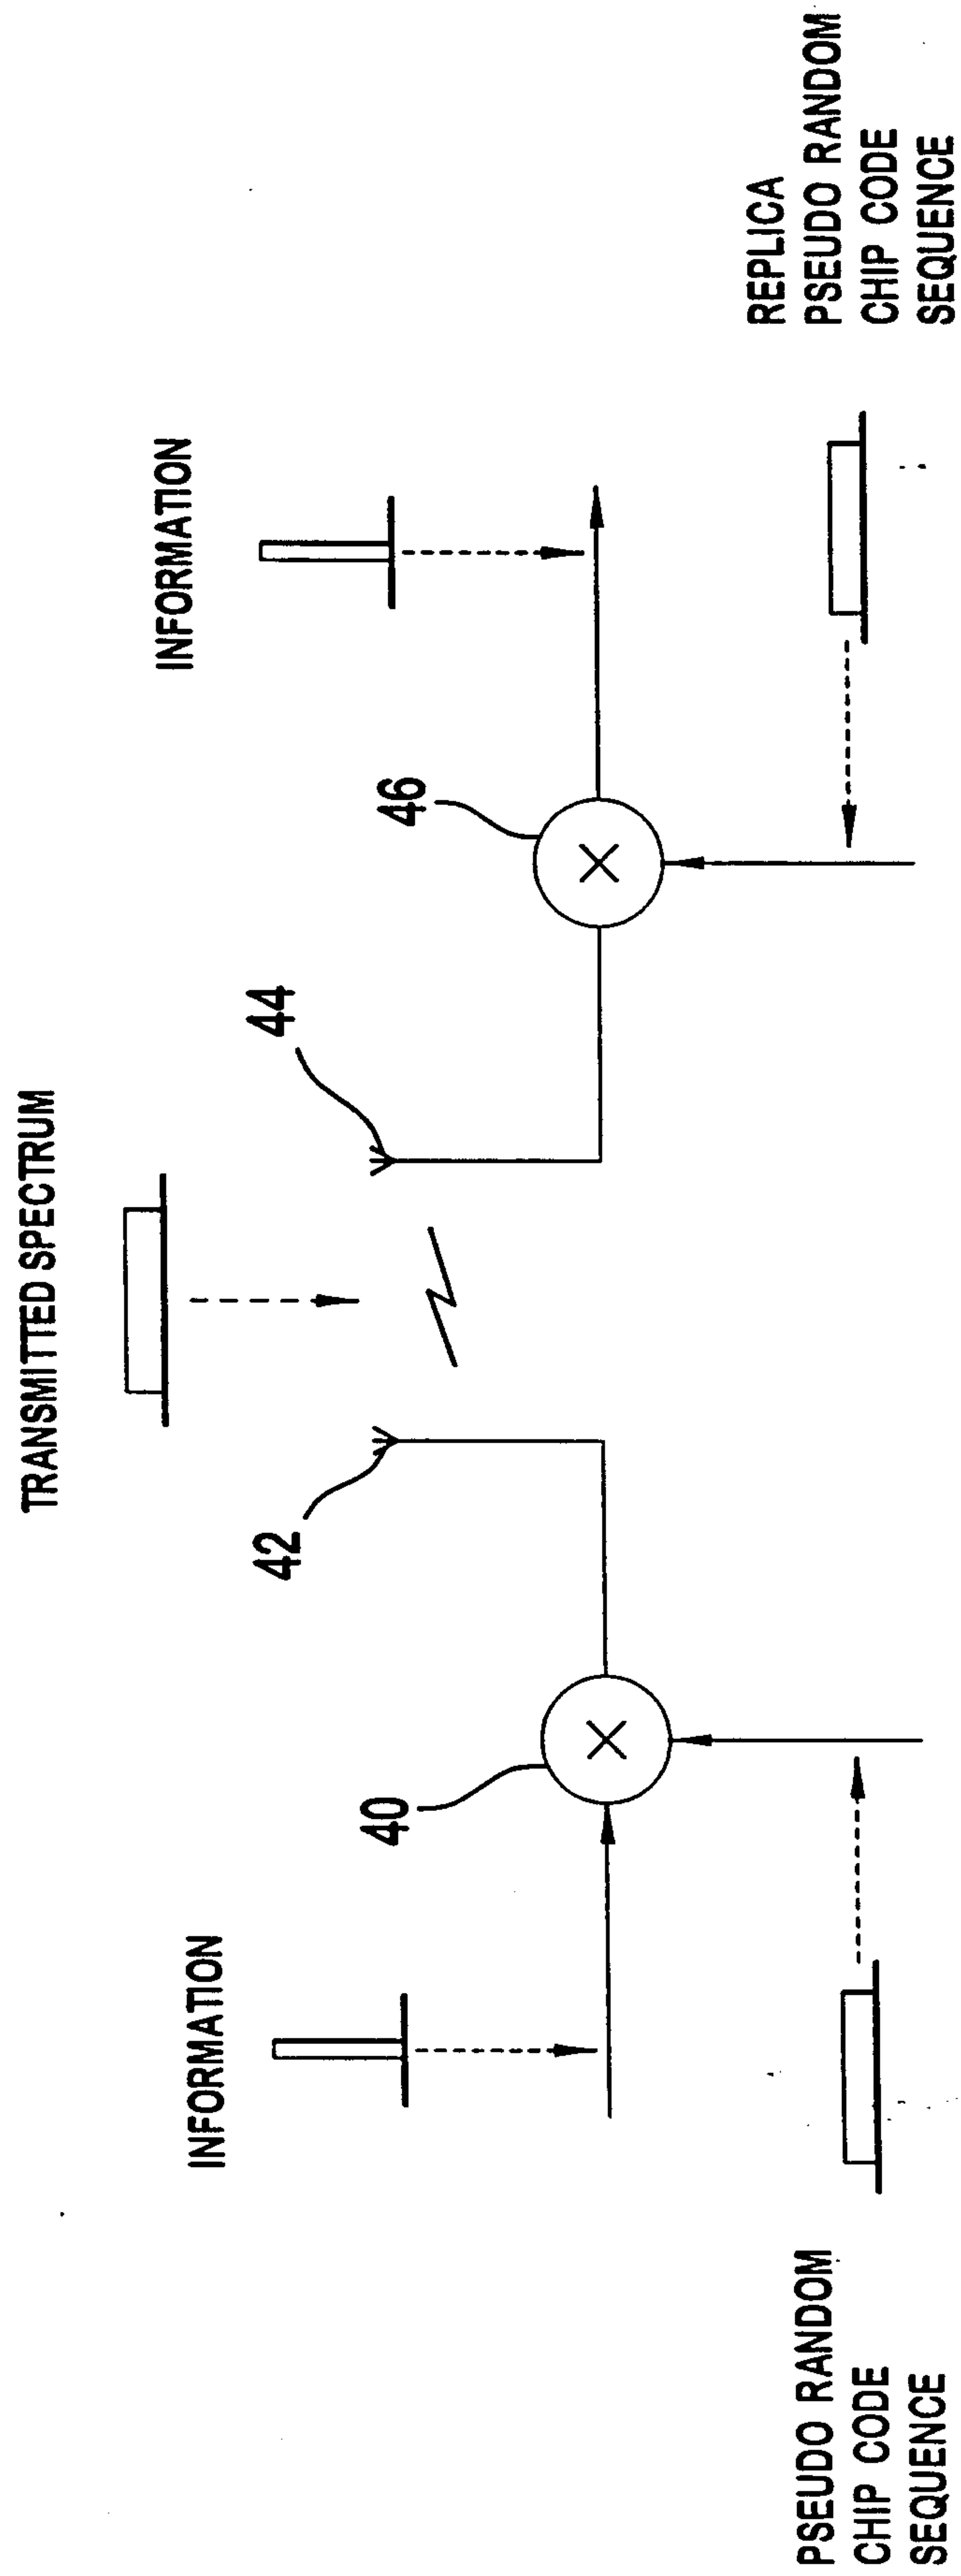 TRANSMITTED SPECTRUM
INFORMATION
INFORMATION
42
44
40
46
PSEUDO RANDOM
CHIP CODE
SEQUENCE
REPLICA
PSEUDO RANDOM
CHIP CODE
SEQUENCE